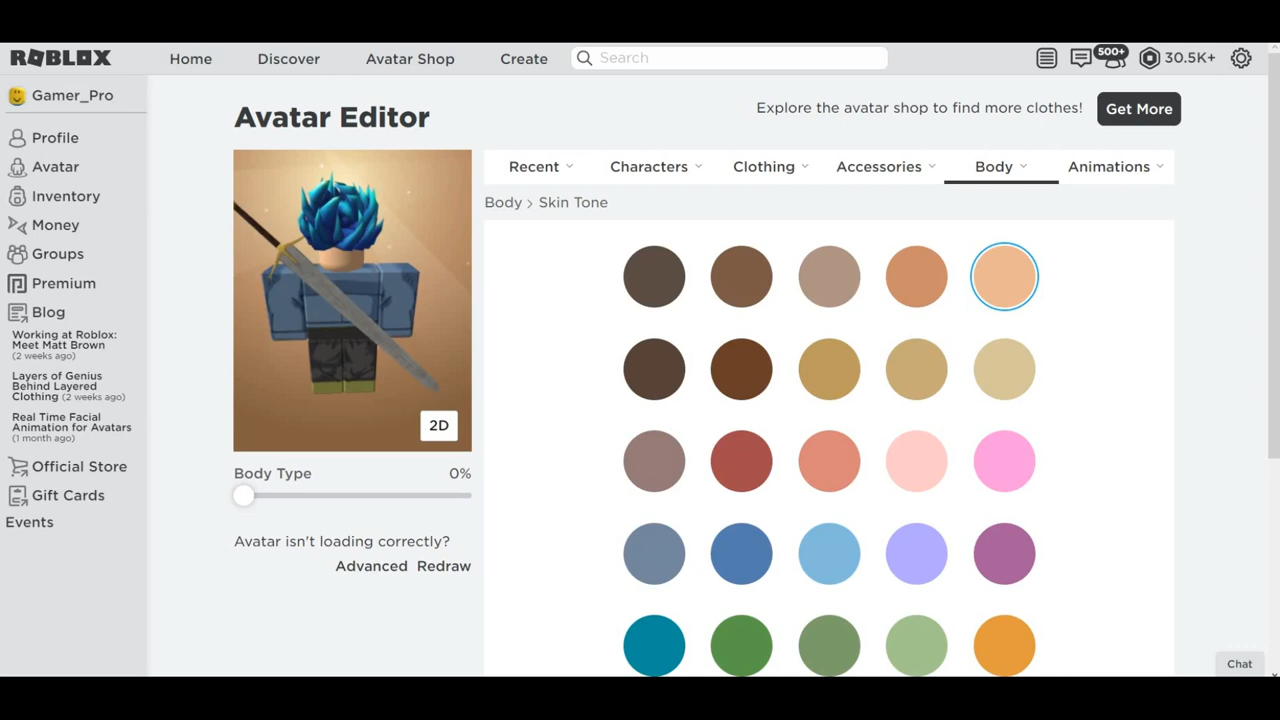 ROBLOX
Home
Discover
Avatar Shop
Create
Search
500+
30.5K+
Gamer_Pro
Profile
Avatar
Inventory
Money
Groups
Premium
Blog
Working at Roblox:
Meet Matt Brown
(2 weeks ago)
Layers of Genius
Behind Layered
Clothing (2 weeks ago)
Real Time Facial
Animation for Avatars
(1 month ago)
Official Store
Gift Cards
Events
Avatar Editor
Explore the avatar shop to find more clothes!
Get More
2D
Body Type 0%
Avatar isn't loading correctly?
Advanced Redraw
Recent
Characters
Clothing
Accessories
Body
Animations
Body > Skin Tone
Chat